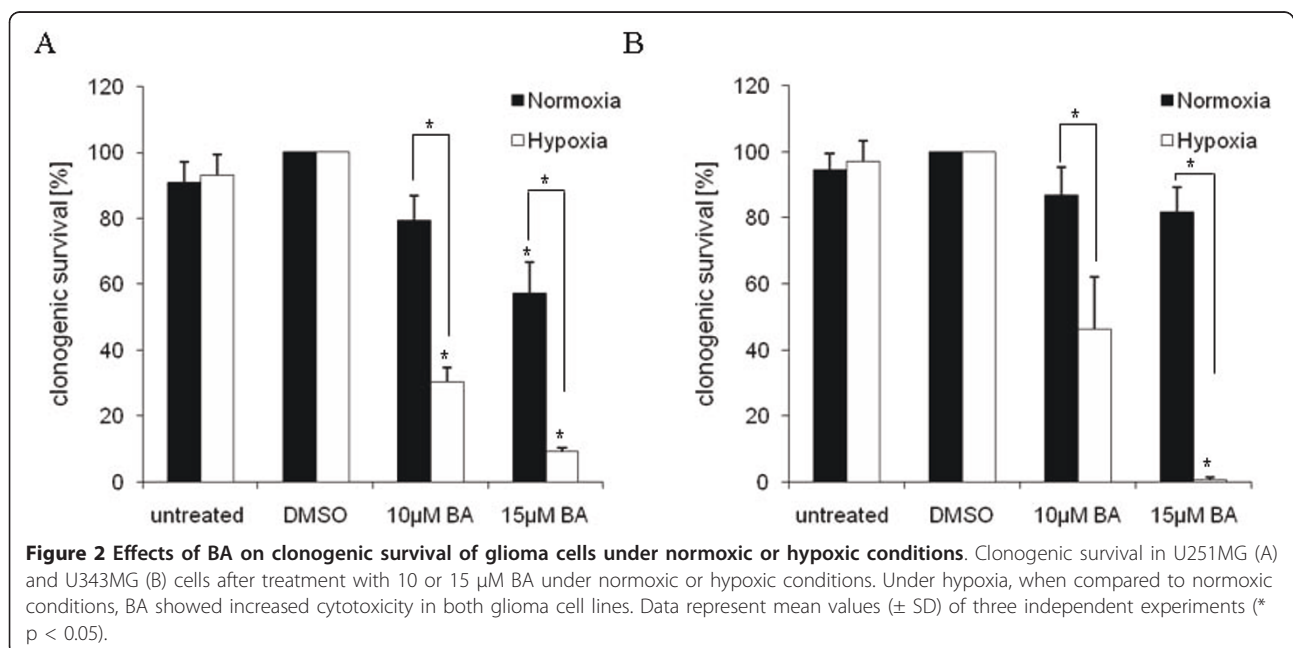 A
B
120
100
80
60
40
20
0
clonogenic survival [%]
Normoxia
Hypoxia
*
*
*
*
*
untreated
DMSO
10µM BA
15µM BA
120
100
80
60
40
20
0
clonogenic survival [%]
Normoxia
Hypoxia
*
*
*
untreated
DMSO
10µM BA
15µM BA
Figure 2 Effects of BA on clonogenic survival of glioma cells under normoxic or hypoxic conditions. Clonogenic survival in U251MG (A)
and U343MG (B) cells after treatment with 10 or 15 µM BA under normoxic or hypoxic conditions. Under hypoxia, when compared to normoxic
conditions, BA showed increased cytotoxicity in both glioma cell lines. Data represent mean values (± SD) of three independent experiments (*
p < 0.05).